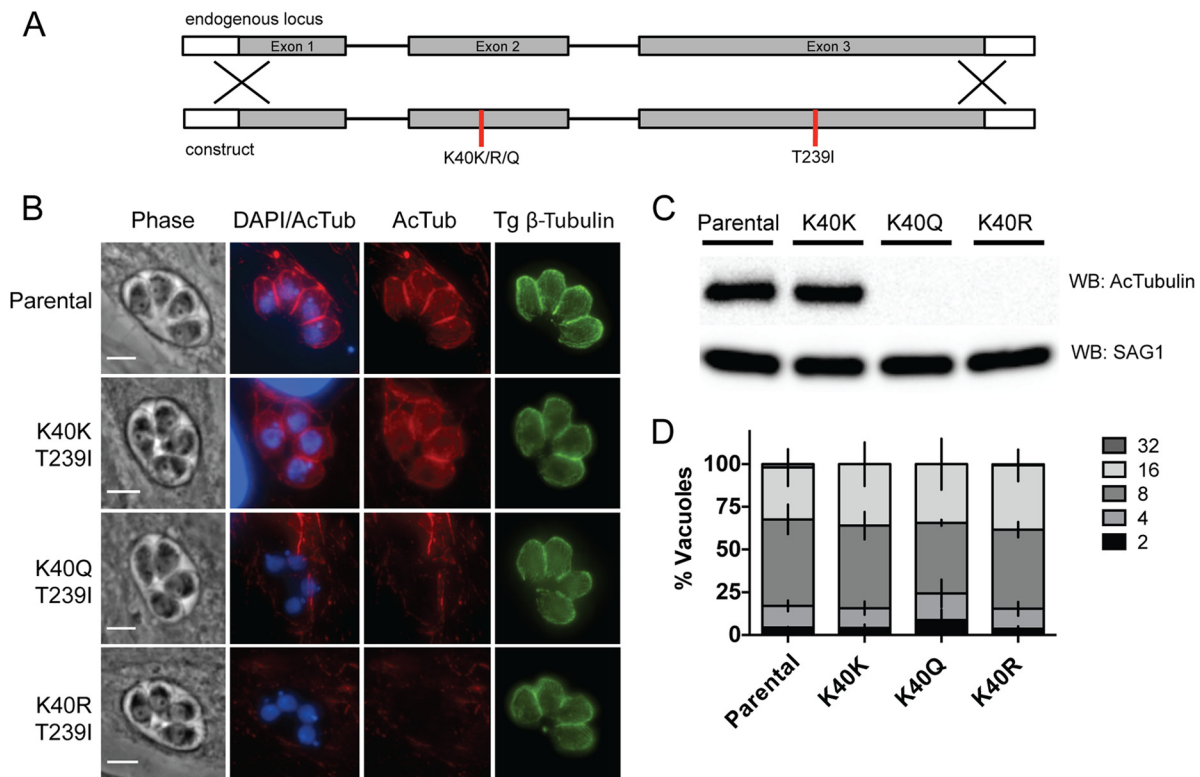 A
endogenous locus
Exon 1 Exon 2 Exon 3
construct
K40K/R/Q T239I
B
Phase DAPI/AcTub AcTub Tg β-Tubulin
Parental
K40K
T239I
K40Q
T239I
K40R
T239I
C
Parental K40K K40Q K40R
WB: AcTubulin
WB: SAG1
D
% Vacuoles
100
75
50
25
0
Parental K40K K40Q K40R
32
16
8
4
2